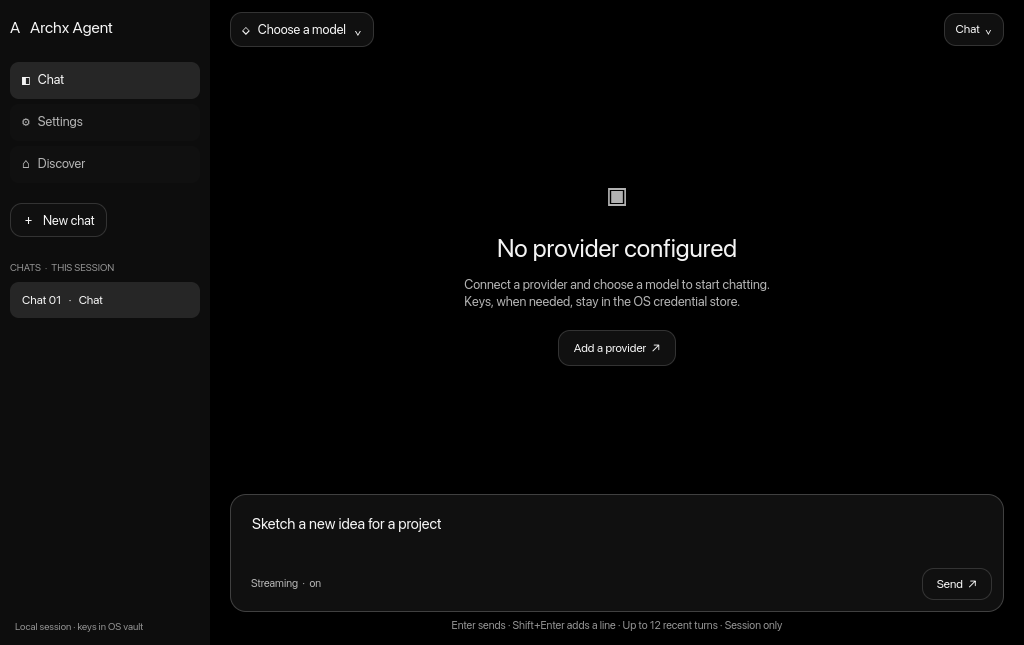 A Archx Agent
Choose a model
Chat
Chat
Settings
Discover
+ New chat
CHATS · THIS SESSION
Chat 01 · Chat
No provider configured
Connect a provider and choose a model to start chatting.
Keys, when needed, stay in the OS credential store.
Add a provider ↗
Sketch a new idea for a project
Streaming · on
Send ↗
Enter sends · Shift+Enter adds a line · Up to 12 recent turns · Session only
Local session · keys in OS vault